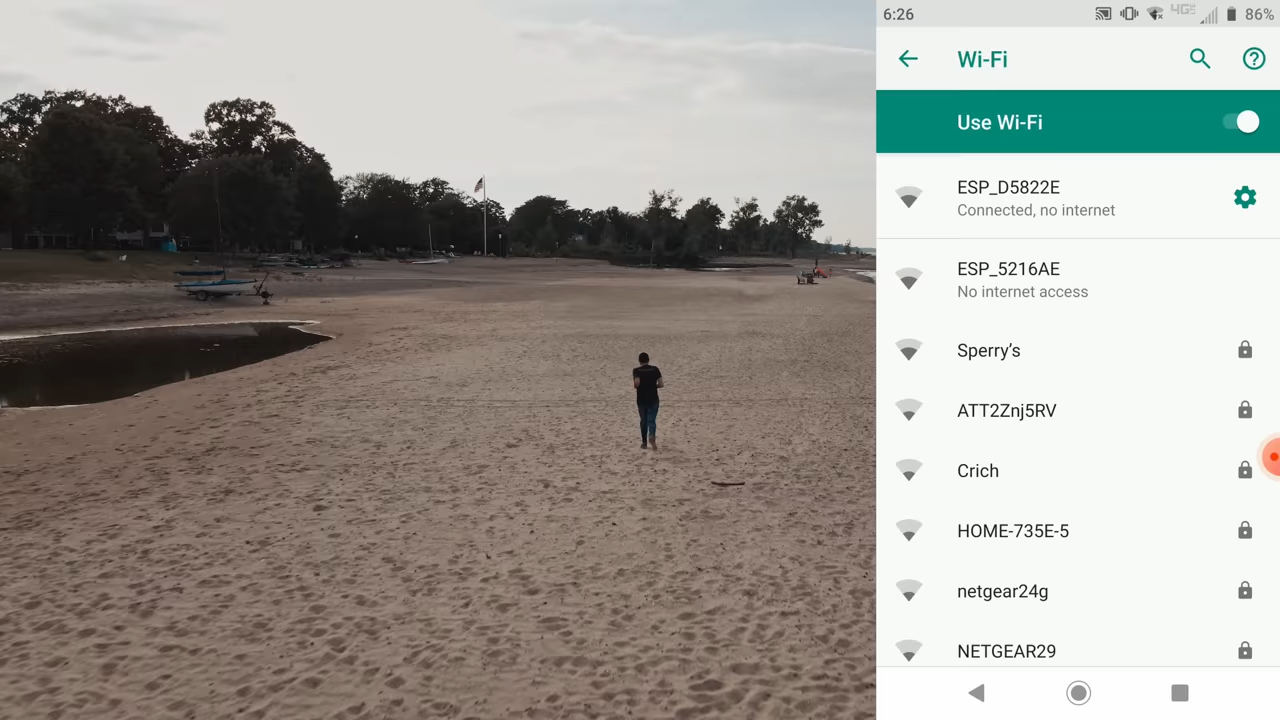 6:26
4G
86%
Wi-Fi
Use Wi-Fi
ESP_D5822E
Connected, no internet
ESP_5216AE
No internet access
Sperry’s
ATT2Znj5RV
Crich
HOME-735E-5
netgear24g
NETGEAR29